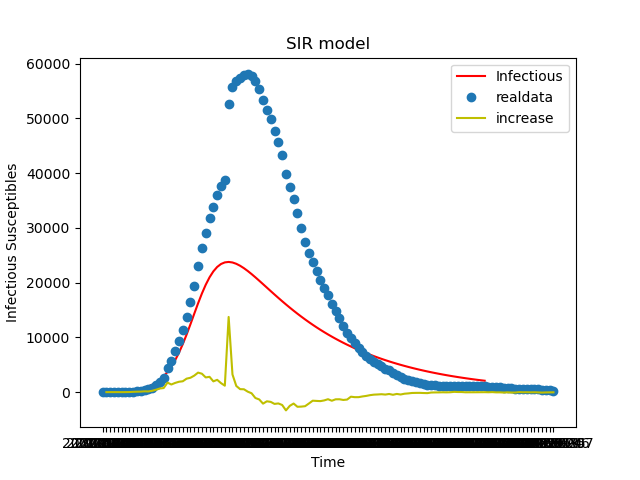 SIR model
Infectious
realdata
increase
60000
50000
40000
30000
20000
10000
0
Infectious Susceptibles
Time